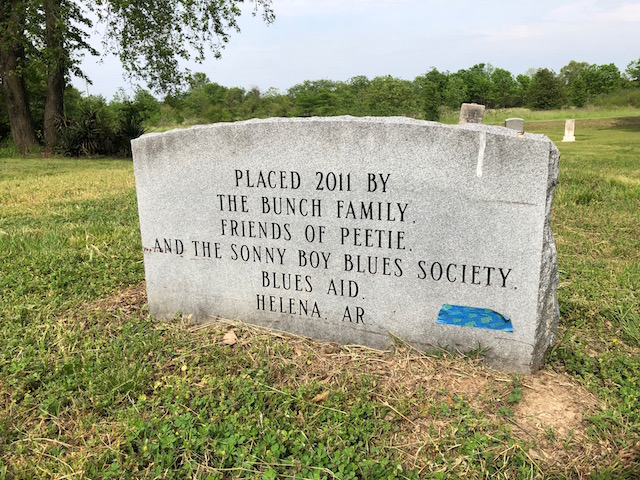 PLACED 2011 BY
THE BUNCH FAMILY.
FRIENDS OF PEETIE.
AND THE SONNY BOY BLUES SOCIETY.
BLUES AID.
HELENA. AR